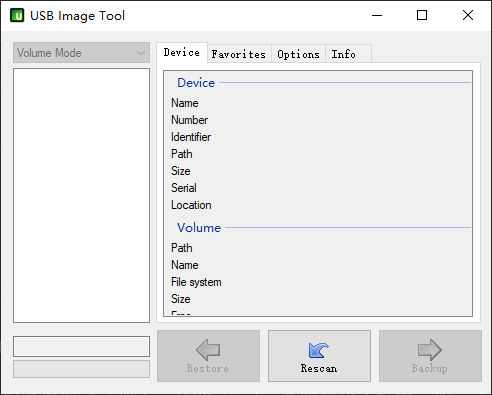 USB Image Tool
Volume Mode
Device Favorites Options Info
Device
Name
Number
Identifier
Path
Size
Serial
Location
Volume
Path
Name
File system
Size
Free
Restore Rescan Backup